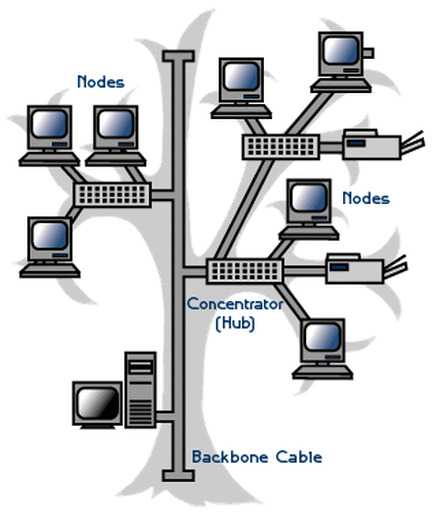 Nodes
Nodes
Concentrator
(Hub)
Backbone Cable